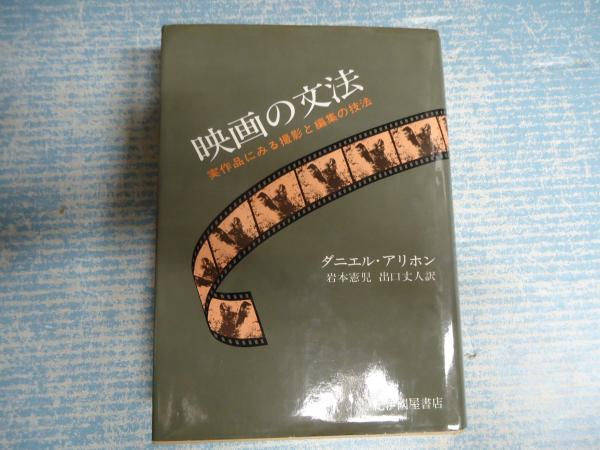 映画の文法
実作品にみる撮影と編集の技法
ダニエル・アリホン
岩本憲児 出口丈人訳
紀伊國屋書店